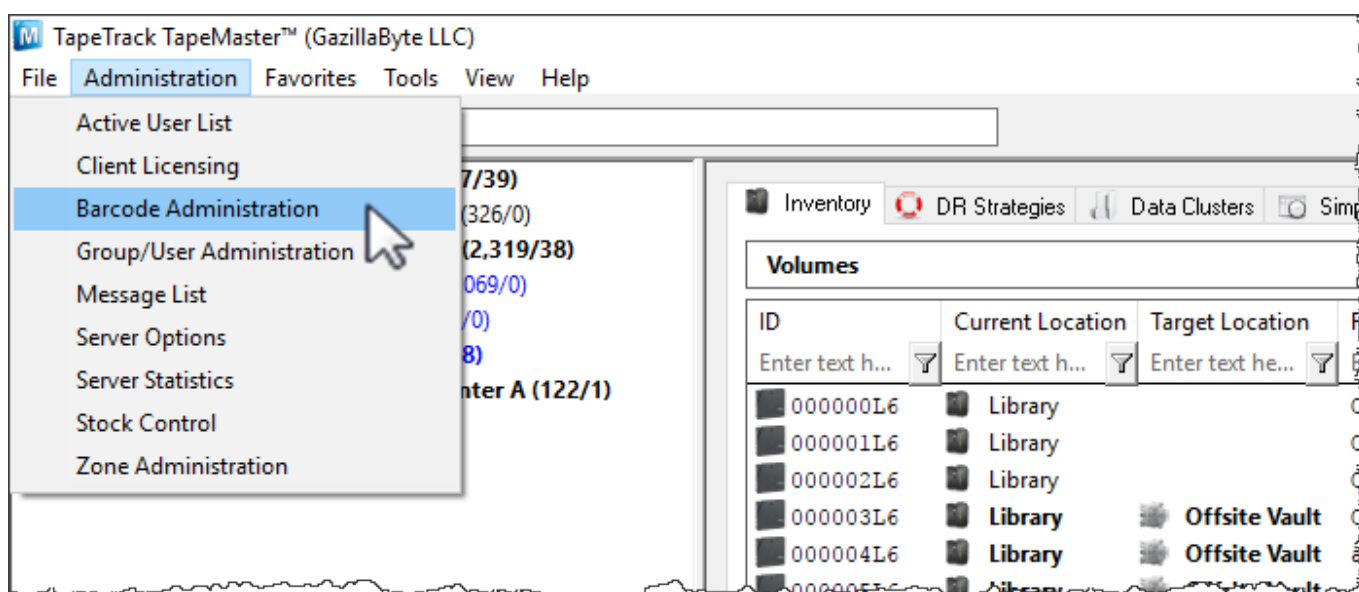 TapeTrack TapeMaster™ (GazillaByte LLC)
File Administration Favorites Tools View Help
Active User List
Client Licensing
Barcode Administration
Group/User Administration
Message List
Server Options
Server Statistics
Stock Control
Zone Administration
7/39)
(326/0)
(2,319/38)
069/0)
/0)
8)
nter A (122/1)
Inventory DR Strategies Data Clusters
Volumes
ID Current Location Target Location
Enter text h... Enter text h... Enter text he...
000000L6 Library
000001L6 Library
000002L6 Library
000003L6 Library Offsite Vault
000004L6 Library Offsite Vault